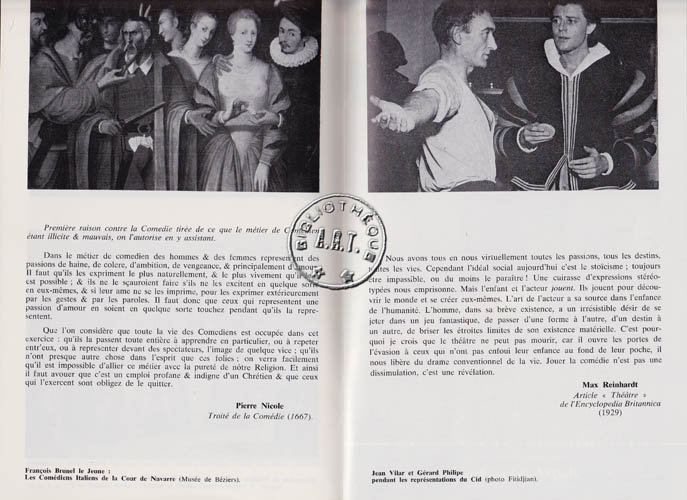 Première raison contre la Comedie tirée de ce que le métier de
étant illicite & mauvais, on l'autorise en y assistant.
Dans le métier de comedien des hommes & des femmes represen des
passions de haine, de colère, d'ambition, de vengeance, & principalement
Il faut qu'ils les expriment le plus naturellement, & le plus vivement qu'il
est possible ; & ils ne le sçauroient faire s'ils ne les excitent en quelque
en eux-mêmes, & si leur ame ne se les imprime, pour les exprimer extérieurement
par les gestes & par les paroles. Il faut donc que ceux qui representent une
passion d'amour en soient en quelque sorte touchez pendant qu'ils la repre-
sentent.
Que l'on considére que toute la vie des Comediens est occupée dans cet
exercice : qu'ils la passent toute entière à apprendre en particulier, ou à repeter
entr'eux, ou à representer devant des spectateurs, l'image de quelque vice ; qu'ils
n'ont presque autre chose dans l'esprit que ces folies ; on verra facilement
qu'il est impossible d'allier ce métier avec la pureté de nôtre Religion. Et ainsi
il faut avouer que c'est un emploi profane & indigne d'un Chrétien & que ceux
qui l'exercent sont obligez de le quitter.
Pierre Nicole
Traité de la Comédie (1667).
François Bunel le Jeune :
Les Comédiens Italiens de la Cour de Navarre (Musée de Béziers).
BIBLIOTHÈQUE
A.R.T.
Nous avons tous en nous virtuellement toutes les passions, tous les destins,
toutes les vies. Cependant l'idéal social aujourd'hui c'est le stoïcisme ; toujours
être impassible, ou du moins le paraître ! Une cuirasse d'expressions stéréo-
typées nous emprisonne. Mais l'enfant et l'acteur jouent. Ils jouent pour décou-
vrir le monde et se créer eux-mêmes. L'art de l'acteur a sa source dans l'enfance
de l'humanité. L'homme, dans sa brève existence, a un irrésistible désir de se
jeter dans un jeu fantastique, de passer d'une forme à l'autre, d'un destin à
un autre, de briser les étroites limites de son existence matérielle. C'est pour-
quoi je crois que le théâtre ne peut pas mourir, car il ouvre les portes de
l'évasion à ceux qui n'ont pas enfoui leur enfance au fond de leur poche, il
nous libère du drame conventionnel de la vie. Jouer la comédie n'est pas une
dissimulation, c'est une révélation.
Max Reinhardt
Article « Théâtre »
de l'Encyclopedia Britannica
(1929)
Jean Vilar et Gérard Philipe
pendant les représentations du Cid (photo Fitidjian).